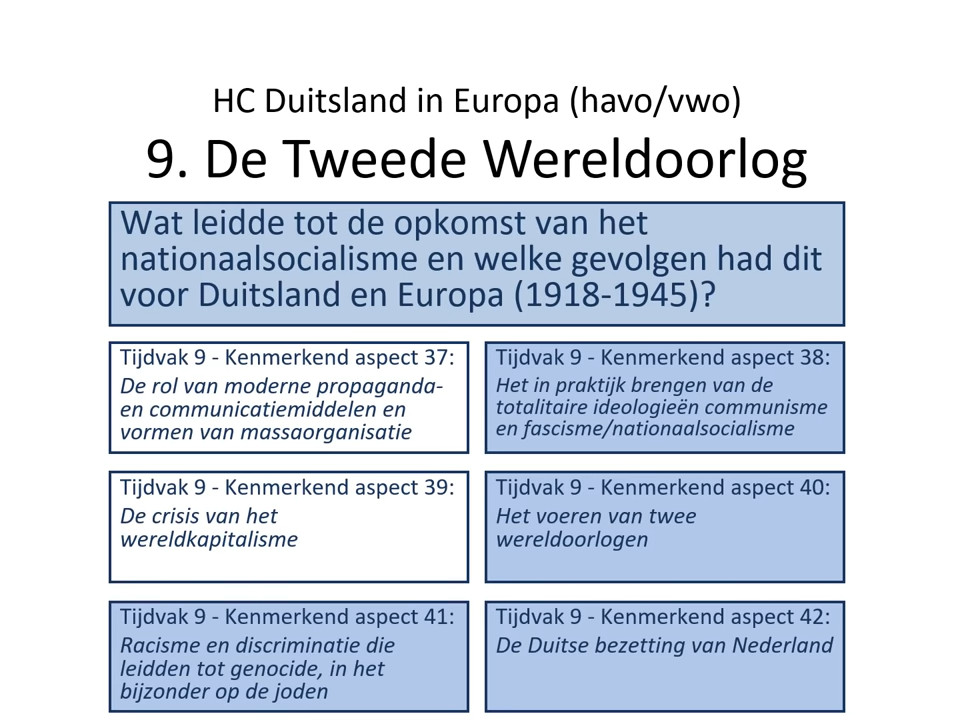 HC Duitsland in Europa (havo/vwo)
9. De Tweede Wereldoorlog
Wat leidde tot de opkomst van het
nationaalsocialisme en welke gevolgen had dit
voor Duitsland en Europa (1918-1945)?
Tijdvak 9 - Kenmerkend aspect 37:
De rol van moderne propaganda-
en communicatiemiddelen en
vormen van massaorganisatie
Tijdvak 9 - Kenmerkend aspect 38:
Het in praktijk brengen van de
totalitaire ideologieën communisme
en fascisme/nationaalsocialisme
Tijdvak 9 - Kenmerkend aspect 39:
De crisis van het
wereldkapitalisme
Tijdvak 9 - Kenmerkend aspect 40:
Het voeren van twee
wereldoorlogen
Tijdvak 9 - Kenmerkend aspect 41:
Racisme en discriminatie die
leidden tot genocide, in het
bijzonder op de joden
Tijdvak 9 - Kenmerkend aspect 42:
De Duitse bezetting van Nederland